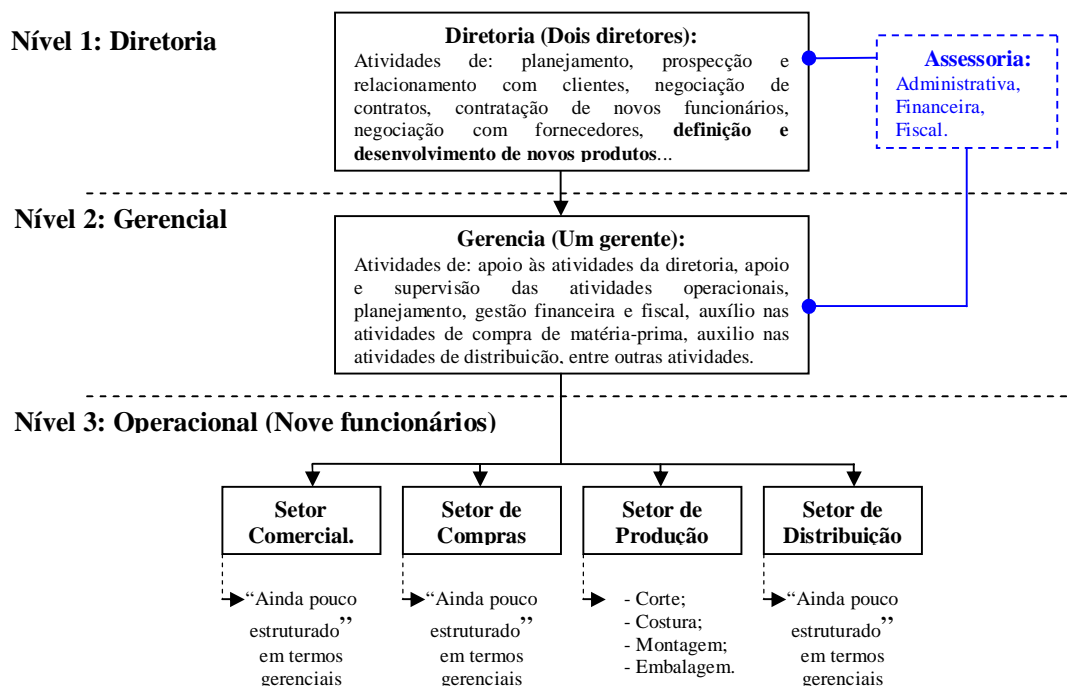 Nível 1: Diretoria
Diretoria (Dois diretores):
Atividades de: planejamento, prospecção e
relacionamento com clientes, negociação de
contratos, contratação de novos funcionários,
negociação com fornecedores, definição e
desenvolvimento de novos produtos...
Assessoria:
Administrativa,
Financeira,
Fiscal.
Nível 2: Gerencial
Gerencia (Um gerente):
Atividades de: apoio às atividades da diretoria, apoio
e supervisão das atividades operacionais,
planejamento, gestão financeira e fiscal, auxílio nas
atividades de compra de matéria-prima, auxilio nas
atividades de distribuição, entre outras atividades.
Nível 3: Operacional (Nove funcionários)
Setor
Comercial.
Setor de
Compras
Setor de
Produção
Setor de
Distribuição
“Ainda pouco
estruturado”
em termos
gerenciais
“Ainda pouco
estruturado”
em termos
gerenciais
- Corte;
- Costura;
- Montagem;
- Embalagem.
“Ainda pouco
estruturado”
em termos
gerenciais